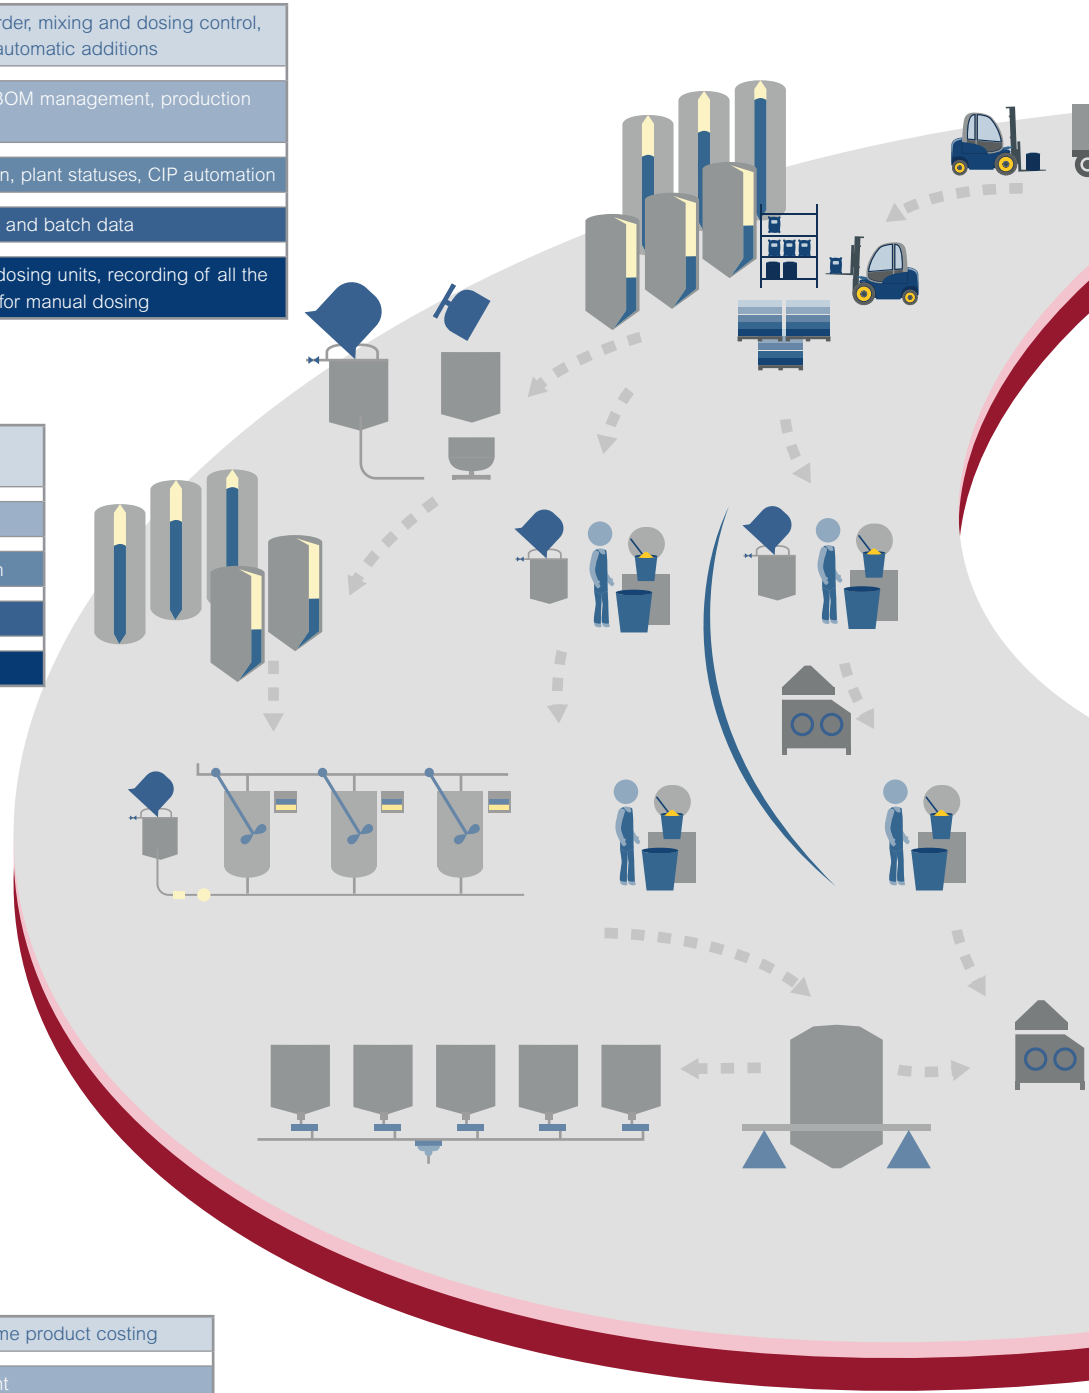 rder, mixing and dosing control,
automatic additions
BOM management, production
n, plant statuses, CIP automation
and batch data
dosing units, recording of all the
for manual dosing
n
me product costing
nt